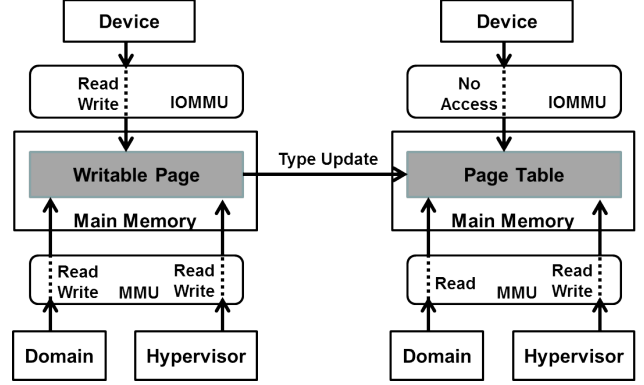 Device
Read
Write
IOMMU
Writable Page
Main Memory
Read
Write
MMU
Read
Write
Domain
Hypervisor
Type Update
Device
No
Access
IOMMU
Page Table
Main Memory
Read
MMU
Read
Write
Domain
Hypervisor